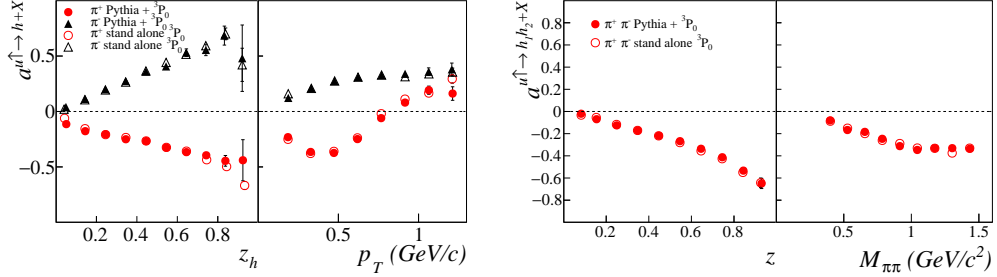 a^{u↑→ h+X}
π⁺ Pythia + ³P₀
π⁻ Pythia + ³P₀
π⁺ stand alone ³P₀
π⁻ stand alone ³P₀
0.5
0
−0.5
0.2 0.4 0.6 0.8
z_h
0.5 1
p_T (GeV/c)
a^{u↑→ h₁h₂+X}
π⁺ π⁻ Pythia + ³P₀
π⁺ π⁻ stand alone ³P₀
0.8
0.6
0.4
0.2
0
−0.2
−0.4
−0.6
−0.8
0.2 0.4 0.6 0.8
z
0.5 1 1.5
M_{ππ} (GeV/c²)